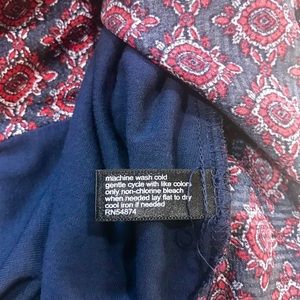 machine wash cold
gentle cycle with like colors
only non-chlorine bleach
when needed lay flat to dry
cool iron if needed
RN54874